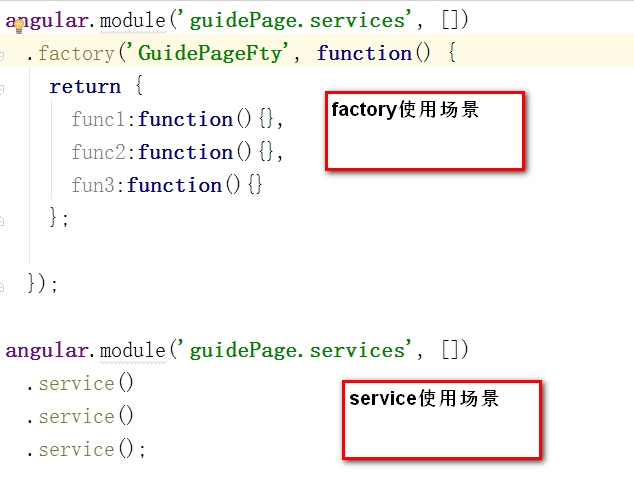 angular.module('guidePage.services', [])
.factory('GuidePageFty', function() {
return {
func1:function(){},
factory使用场景
func2:function(){},
fun3:function(){}
};
});
angular.module('guidePage.services', [])
.service()
.service()
service使用场景
.service();